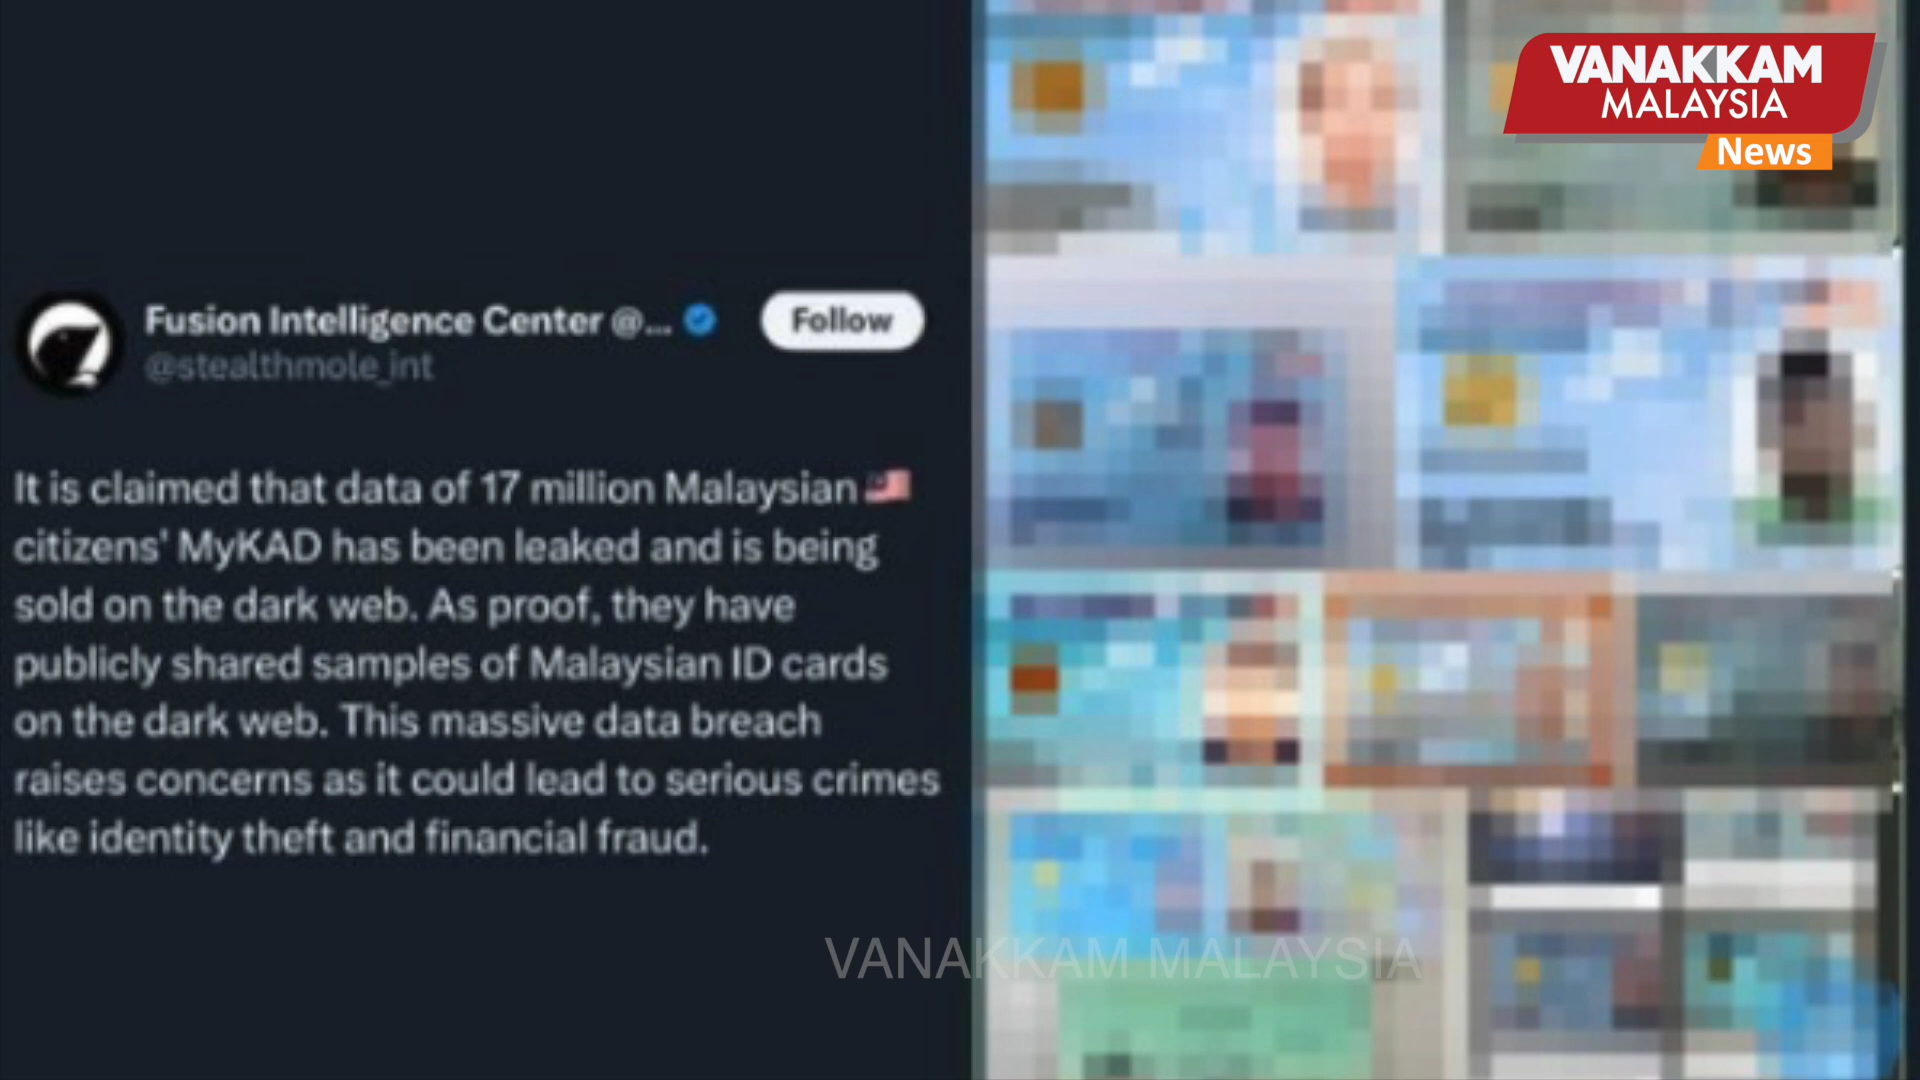 VANAKKAM
MALAYSIA
News
Fusion Intelligence Center @...
Follow
@stealthmole_int
It is claimed that data of 17 million Malaysian 🇲🇾
citizens' MyKAD has been leaked and is being
sold on the dark web. As proof, they have
publicly shared samples of Malaysian ID cards
on the dark web. This massive data breach
raises concerns as it could lead to serious crimes
like identity theft and financial fraud.
VANAKKAM MALAYSIA